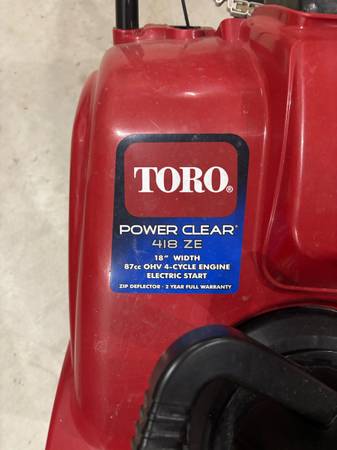 TORO®
POWER CLEAR®
418 ZE
18" WIDTH
87cc OHV 4-CYCLE ENGINE
ELECTRIC START
ZIP DEFLECTOR · 2 YEAR FULL WARRANTY